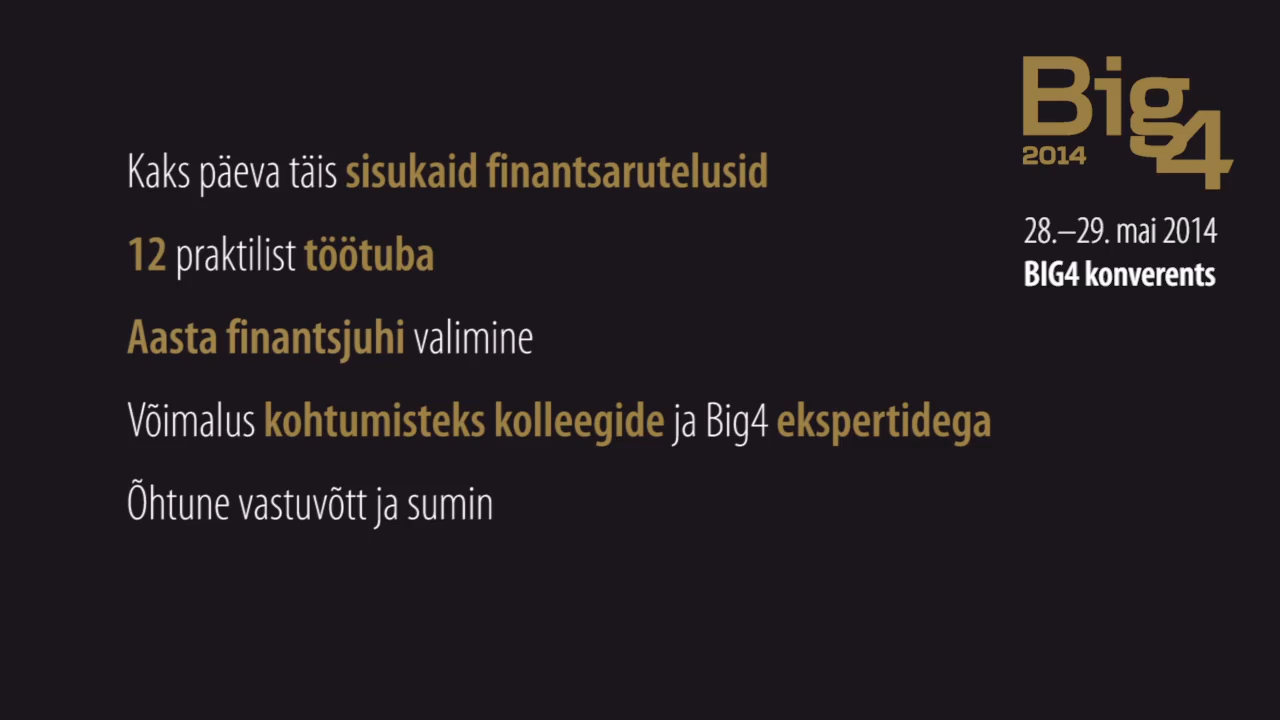 Big4
2014
28.–29. mai 2014
BIG4 konverents
Kaks päeva täis sisukaid finantsarutelusid
12 praktilist töötuba
Aasta finantsjuhi valimine
Võimalus kohtumisteks kolleegide ja Big4 ekspertidega
Õhtune vastuvõtt ja sumin